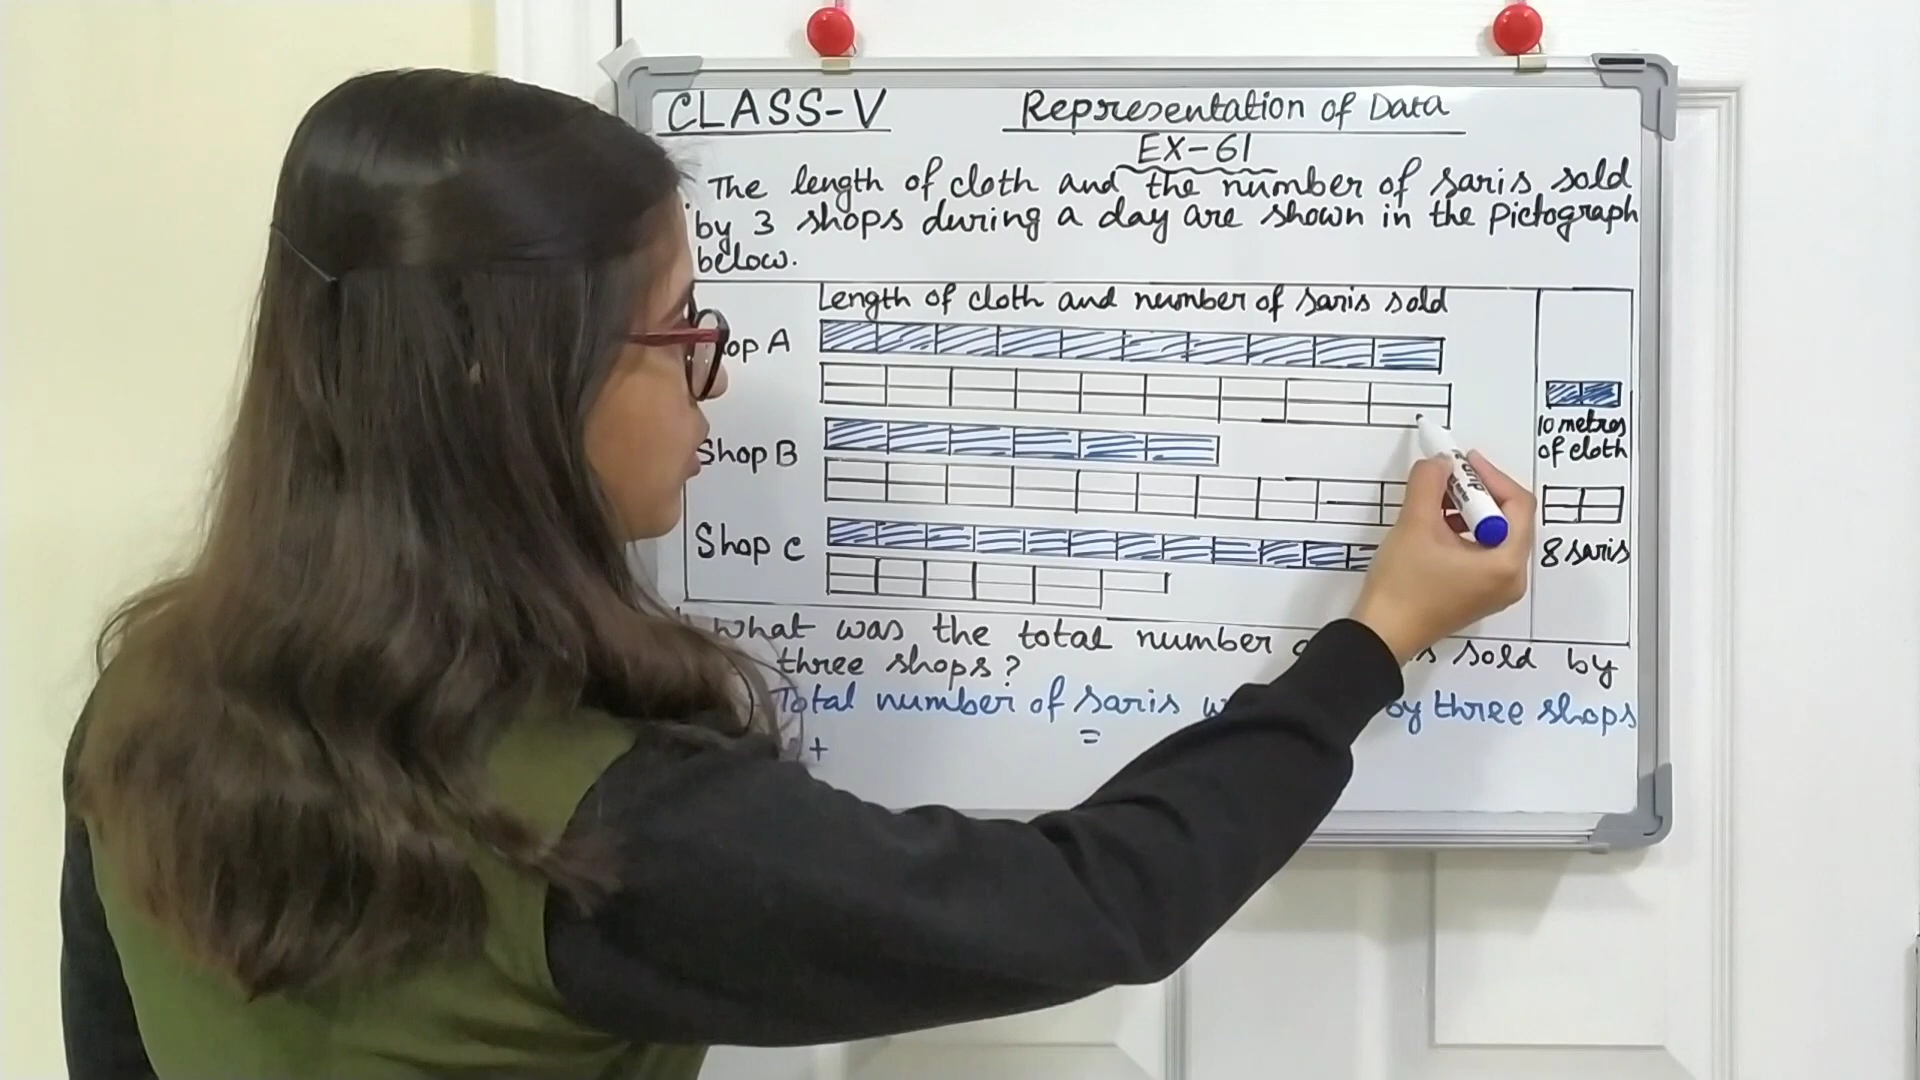 CLASS-V Representation of Data
EX-61
The length of cloth and the number of saris sold
by 3 shops during a day are shown in the pictograph
below.
Length of cloth and number of saris sold
A
10 metres
of cloth
Shop B
Shop C
8 saris
What was the total number sold by
three shops?
Total number of saris by three shops
+ =